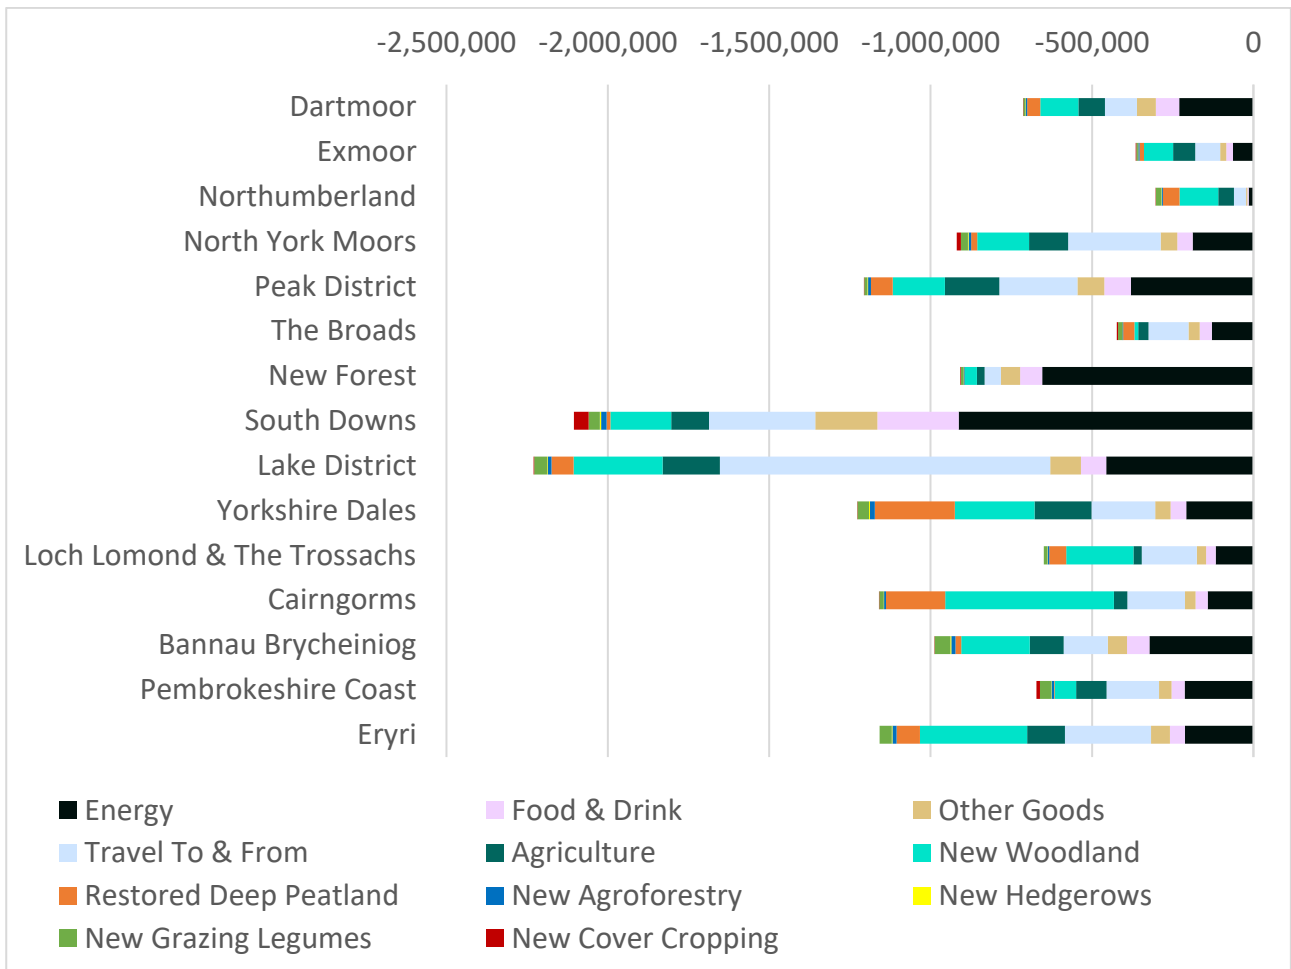 -2,500,000 -2,000,000 -1,500,000 -1,000,000 -500,000 0
Dartmoor
Exmoor
Northumberland
North York Moors
Peak District
The Broads
New Forest
South Downs
Lake District
Yorkshire Dales
Loch Lomond & The Trossachs
Cairngorms
Bannau Brycheiniog
Pembrokeshire Coast
Eryri
Energy Food & Drink Other Goods
Travel To & From Agriculture New Woodland
Restored Deep Peatland New Agroforestry New Hedgerows
New Grazing Legumes New Cover Cropping